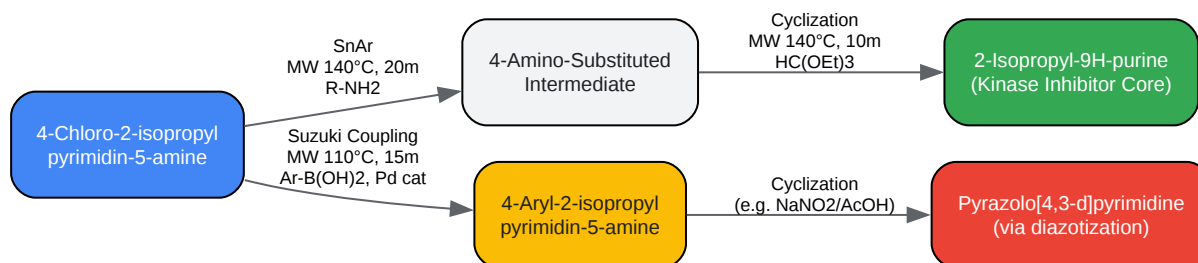 SnAr
MW 140°C, 20m
R-NH2
4-Amino-Substituted
Intermediate
Cyclization
MW 140°C, 10m
HC(OEt)3
2-Isopropyl-9H-purine
(Kinase Inhibitor Core)
4-Chloro-2-isopropyl
pyrimidin-5-amine
Suzuki Coupling
MW 110°C, 15m
Ar-B(OH)2, Pd cat
4-Aryl-2-isopropyl
pyrimidin-5-amine
Cyclization
(e.g. NaNO2/AcOH)
Pyrazolo[4,3-d]pyrimidine
(via diazotization)